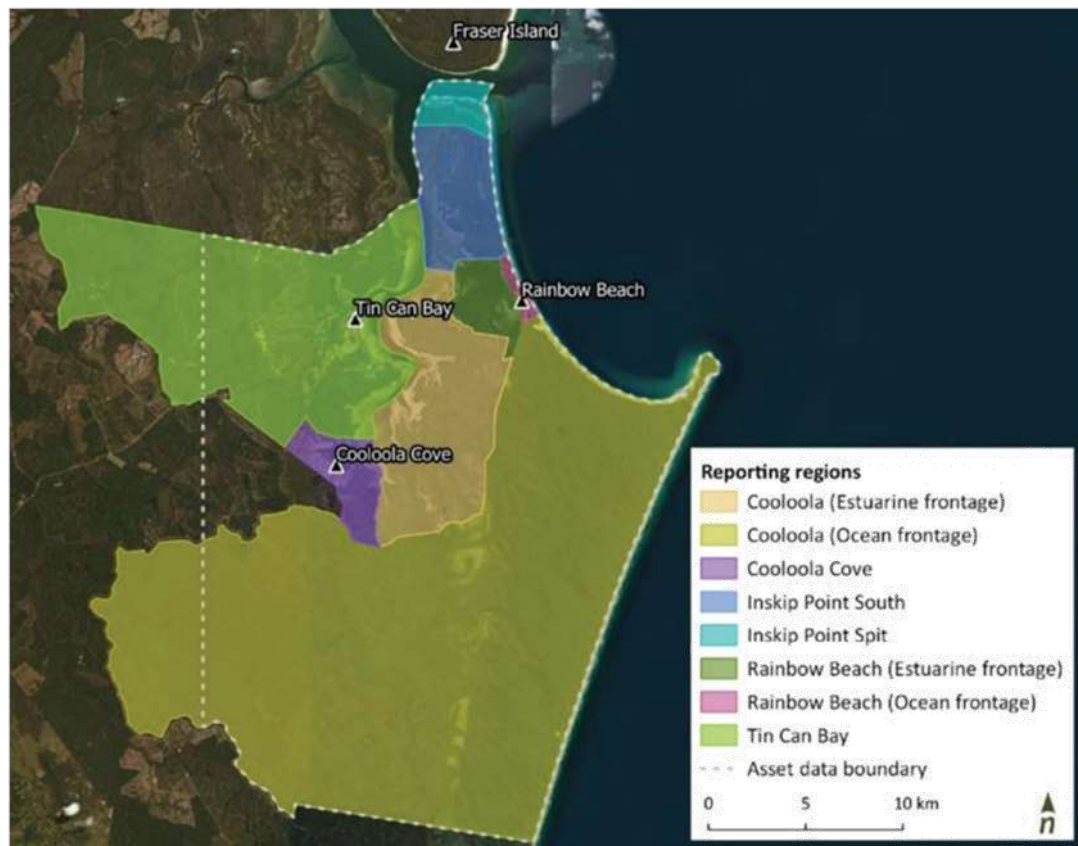 Fraser Island
Rainbow Beach
Tin Can Bay
Cooloola Cove
Reporting regions
Cooloola (Estuarine frontage)
Cooloola (Ocean frontage)
Cooloola Cove
Inskip Point South
Inskip Point Spit
Rainbow Beach (Estuarine frontage)
Rainbow Beach (Ocean frontage)
Tin Can Bay
Asset data boundary
0 5 10 km
n